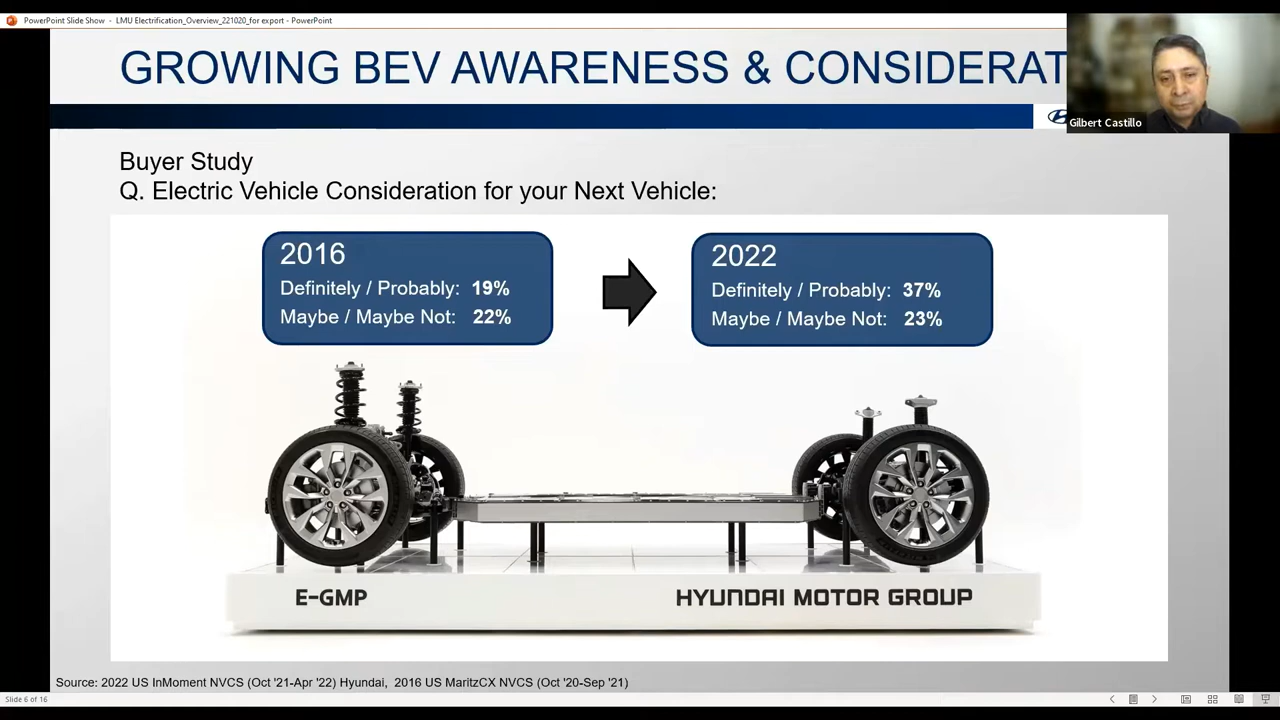 PowerPoint Slide Show - LMU Electrification_Overview_221020_for export - PowerPoint
GROWING BEV AWARENESS & CONSIDERAT
Gilbert Castillo
Buyer Study
Q. Electric Vehicle Consideration for your Next Vehicle:
2016
Definitely / Probably: 19%
Maybe / Maybe Not: 22%
2022
Definitely / Probably: 37%
Maybe / Maybe Not: 23%
E-GMP
HYUNDAI MOTOR GROUP
Source: 2022 US InMoment NVCS (Oct '21-Apr '22) Hyundai, 2016 US MaritzCX NVCS (Oct '20-Sep '21)
Slide 6 of 16